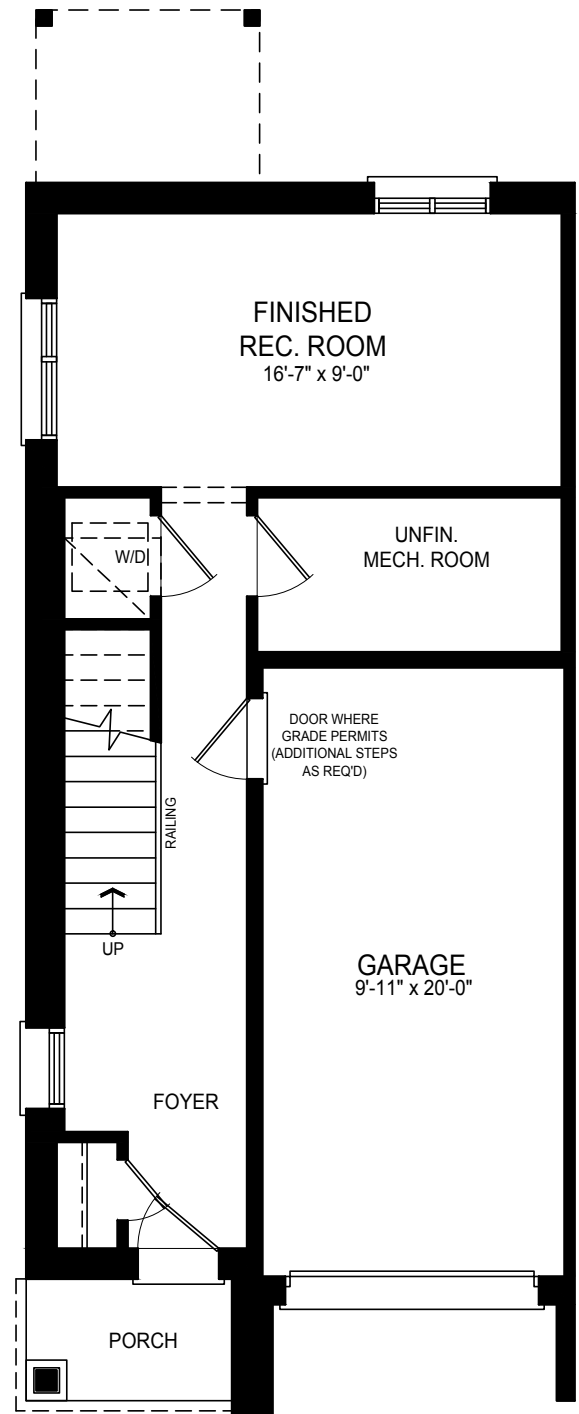 FINISHED
REC. ROOM
16'-7" x 9'-0"
W/D
UNFIN.
MECH. ROOM
DOOR WHERE
GRADE PERMITS
(ADDITIONAL STEPS
AS REQ'D)
RAILING
UP
GARAGE
9'-11" x 20'-0"
FOYER
PORCH